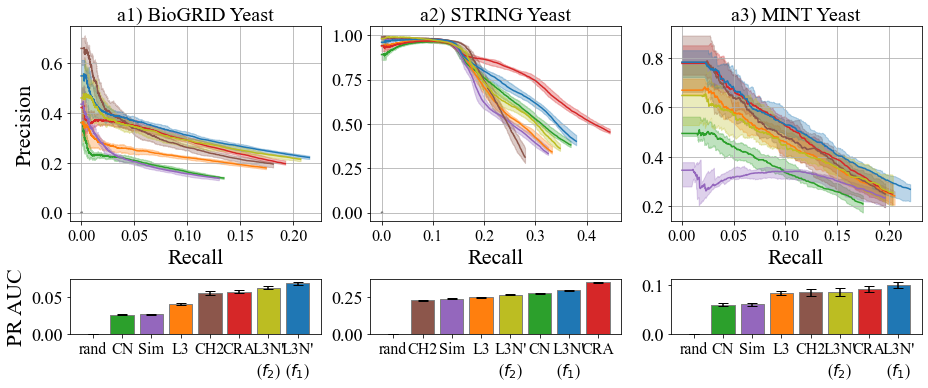 a1) BioGRID Yeast
a2) STRING Yeast
a3) MINT Yeast
Precision
0.6
0.4
0.2
0.0
0.00 0.05 0.10 0.15 0.20
Recall
1.00
0.75
0.50
0.25
0.00
0.0 0.1 0.2 0.3 0.4
Recall
0.8
0.6
0.4
0.2
0.00 0.05 0.10 0.15 0.20
Recall
PR AUC
0.05
0.00
rand CN Sim L3 CH2 CRA L3N' L3N'
(f2) (f1)
0.25
0.00
rand CH2 Sim L3 L3N' CN L3N' CRA
(f2) (f1)
0.1
0.0
rand CN Sim L3 CH2 L3N' CRA L3N'
(f2) (f1)